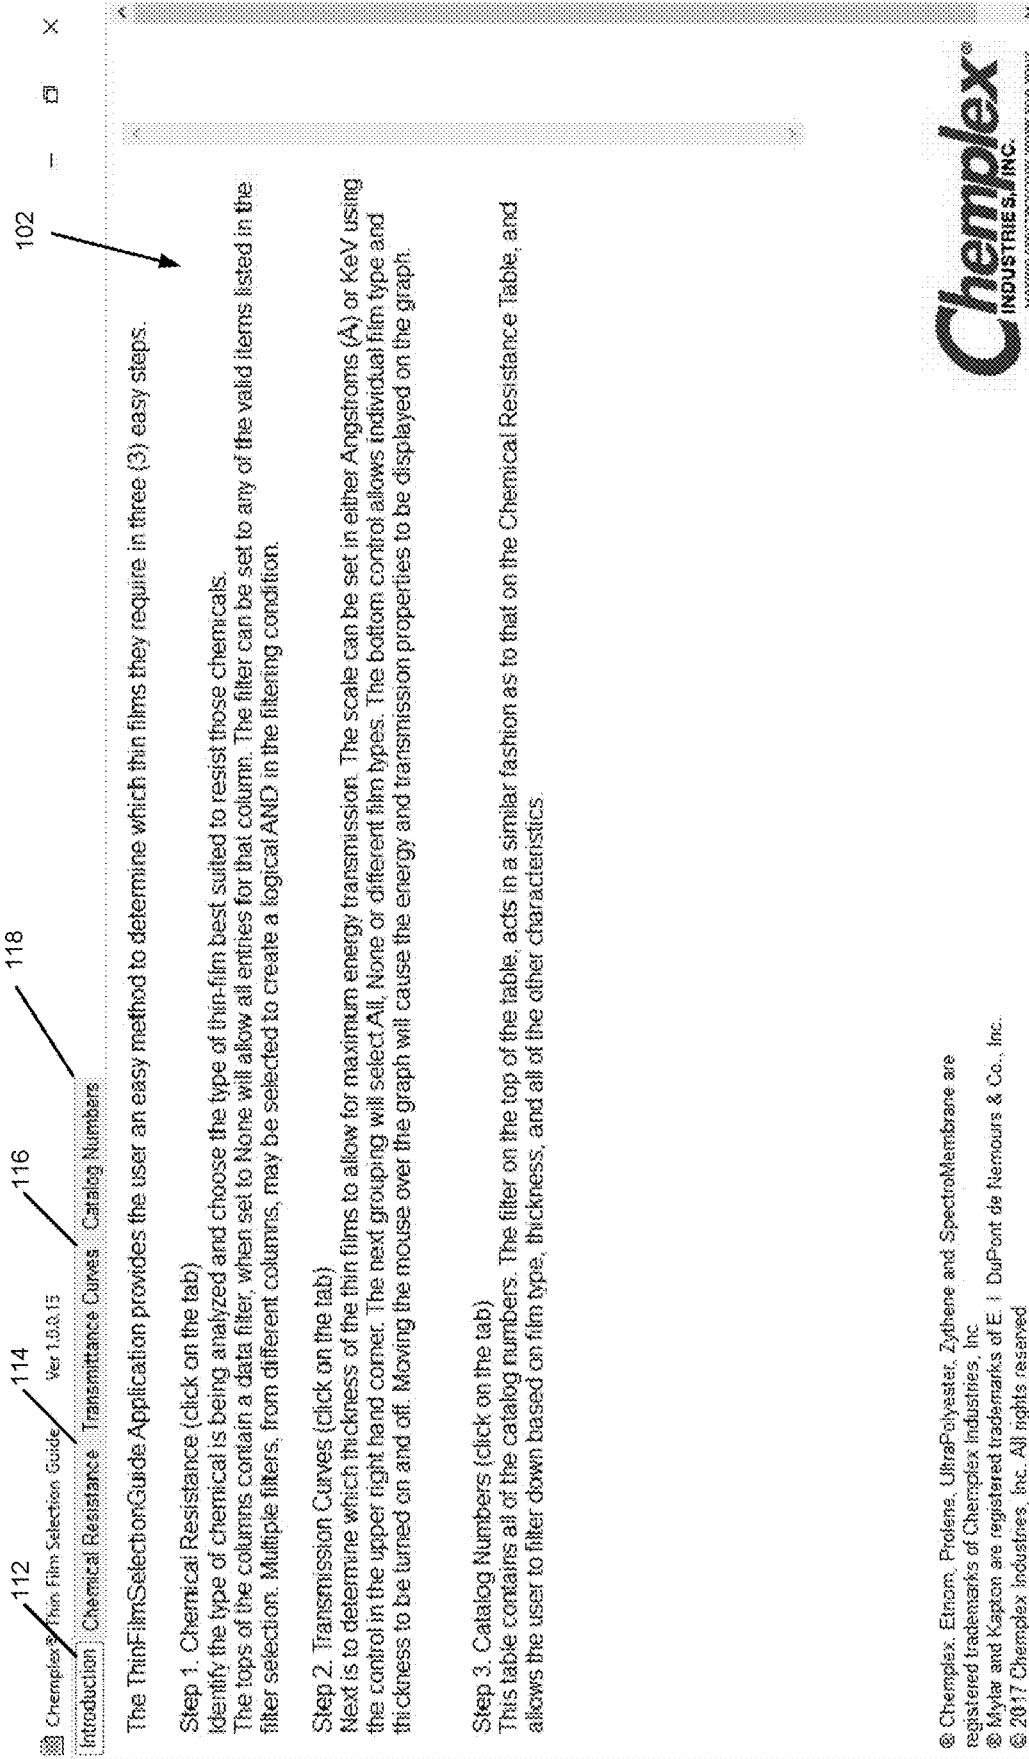 102
118
116
114
112
Chemplex® Thin Film Selection Guide Ver 1.0.0.13
Introduction Chemical Resistance Transmittance Curves Catalog Numbers
The ThinFilmSelectionGuide Application provides the user an easy method to determine which thin films they require in three (3) easy steps.
Step 1. Chemical Resistance (click on the tab)
Identify the type of chemical is being analyzed and choose the type of thin-film best suited to resist those chemicals.
The tops of the columns contain a data filter, when set to None will allow all entries for that column. The filter can be set to any of the valid items listed in the
filter selection. Multiple filters, from different columns, may be selected to create a logical AND in the filtering condition.
Step 2. Transmission Curves (click on the tab)
Next is to determine which thickness of the thin films to allow for maximum energy transmission. The scale can be set in either Angstroms (Å) or KeV using
the control in the upper right hand corner. The next grouping will select All, None or different film types. The bottom control allows individual film type and
thickness to be turned on and off. Moving the mouse over the graph will cause the energy and transmission properties to be displayed on the graph.
Step 3. Catalog Numbers (click on the tab)
This table contains all of the catalog numbers. The filter on the top of the table, acts in a similar fashion as to that on the Chemical Resistance Table, and
allows the user to filter down based on film type, thickness, and all of the other characteristics.
® Chemplex, Etnom, Prolene, UltraPolyester, Zythene and SpectroMembrane are
registered trademarks of Chemplex Industries, Inc.
® Mylar and Kapton are registered trademarks of E. I. DuPont de Nemours & Co., Inc.
© 2017 Chemplex Industries, Inc. All rights reserved
Chemplex®
INDUSTRIES, INC.